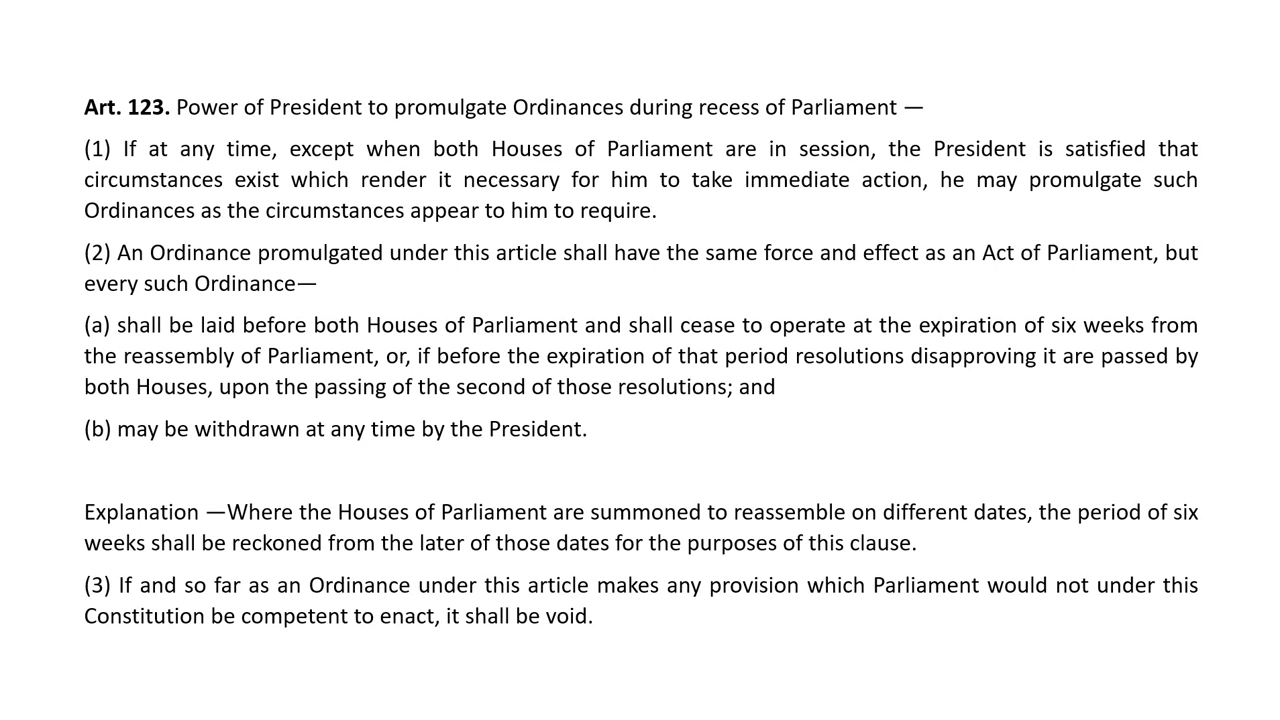 Art. 123. Power of President to promulgate Ordinances during recess of Parliament —
(1) If at any time, except when both Houses of Parliament are in session, the President is satisfied that
circumstances exist which render it necessary for him to take immediate action, he may promulgate such
Ordinances as the circumstances appear to him to require.
(2) An Ordinance promulgated under this article shall have the same force and effect as an Act of Parliament, but
every such Ordinance—
(a) shall be laid before both Houses of Parliament and shall cease to operate at the expiration of six weeks from
the reassembly of Parliament, or, if before the expiration of that period resolutions disapproving it are passed by
both Houses, upon the passing of the second of those resolutions; and
(b) may be withdrawn at any time by the President.
Explanation —Where the Houses of Parliament are summoned to reassemble on different dates, the period of six
weeks shall be reckoned from the later of those dates for the purposes of this clause.
(3) If and so far as an Ordinance under this article makes any provision which Parliament would not under this
Constitution be competent to enact, it shall be void.